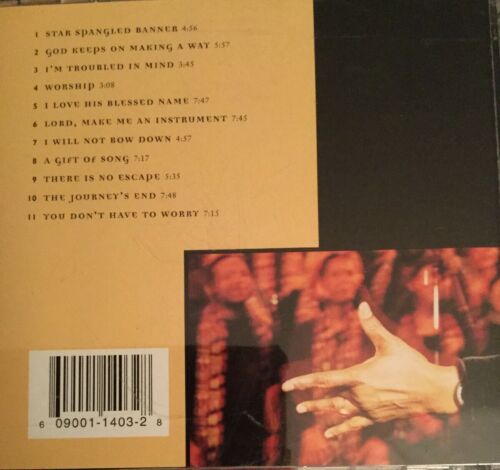 1 STAR SPANGLED BANNER 4:56
2 GOD KEEPS ON MAKING A WAY 5:57
3 I'M TROUBLED IN MIND 3:45
4 WORSHIP 3:08
5 I LOVE HIS BLESSED NAME 7:47
6 LORD, MAKE ME AN INSTRUMENT 7:45
7 I WILL NOT BOW DOWN 4:57
8 A GIFT OF SONG 7:17
9 THERE IS NO ESCAPE 5:35
10 THE JOURNEY'S END 7:48
11 YOU DON'T HAVE TO WORRY 7:15
6 09001-1403-2 8